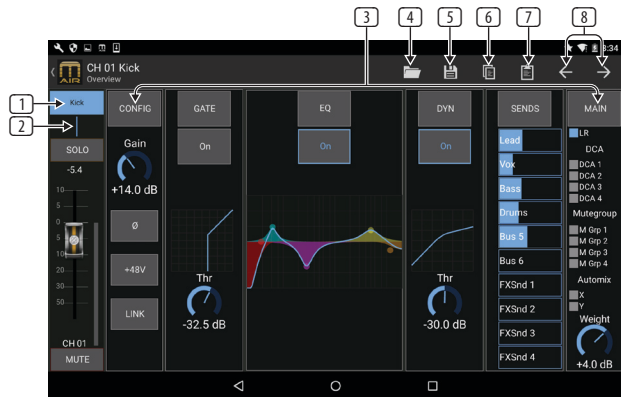 3 4 5 6 7 8
8:34
M AIR
CH 01 Kick
Overview
1
2
Kick
SOLO
-5.4
10
5
0
5
10
20
30
50
CH 01
MUTE
CONFIG
Gain
+14.0 dB
Ø
+48V
LINK
GATE
On
Thr
-32.5 dB
EQ
On
DYN
On
Thr
-30.0 dB
SENDS
Lead
Vox
Bass
Drums
Bus 5
Bus 6
FXSnd 1
FXSnd 2
FXSnd 3
FXSnd 4
MAIN
LR
DCA
DCA 1
DCA 2
DCA 3
DCA 4
Mutegroup
M Grp 1
M Grp 2
M Grp 3
M Grp 4
Automix
X
Y
Weight
+4.0 dB